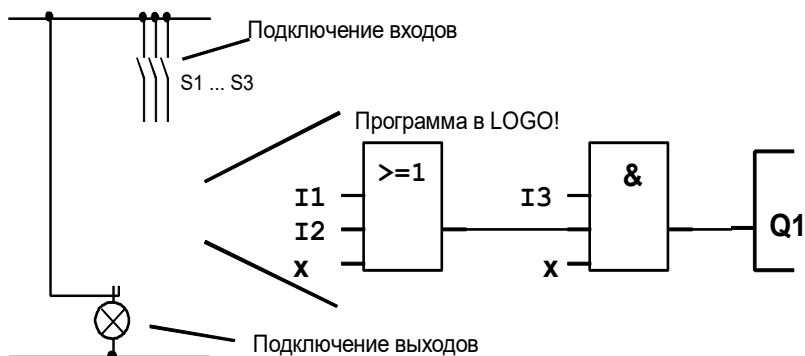 Подключение входов
S1 ... S3
Программа в LOGO!
>=1
&
I1
I3
I2
Q1
x
x
Подключение выходов